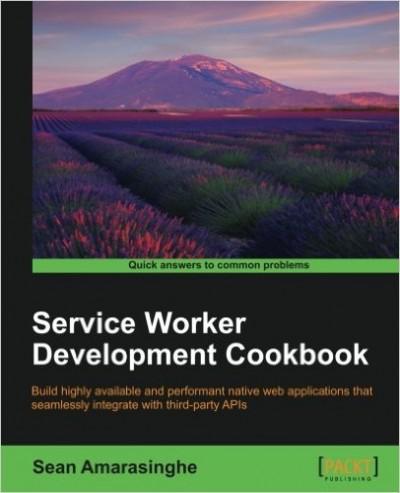 Quick answers to common problems
Service Worker
Development Cookbook
Build highly available and performant native web applications that
seamlessly integrate with third-party APIs
Sean Amarasinghe
[PACKT]
PUBLISHING